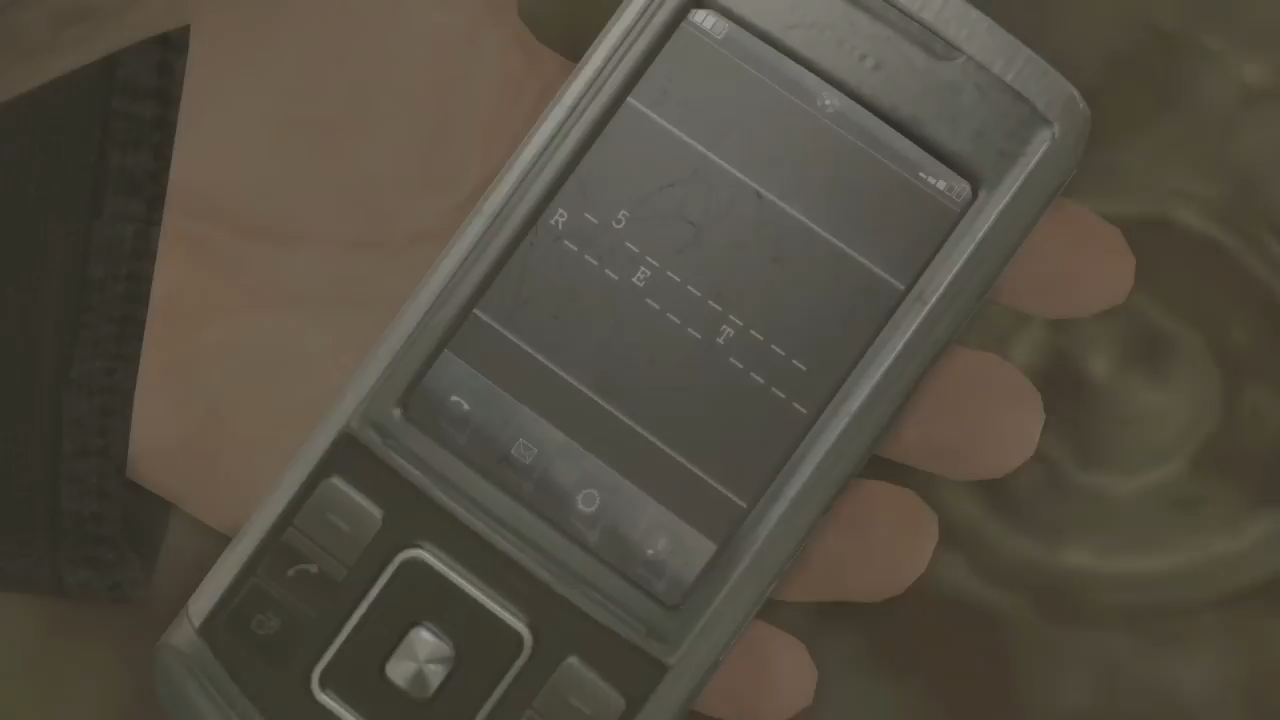 _ 5 _ _ _ _ _ _ _ _ _
R _ _ _ E _ _ _ T _ _ _ _